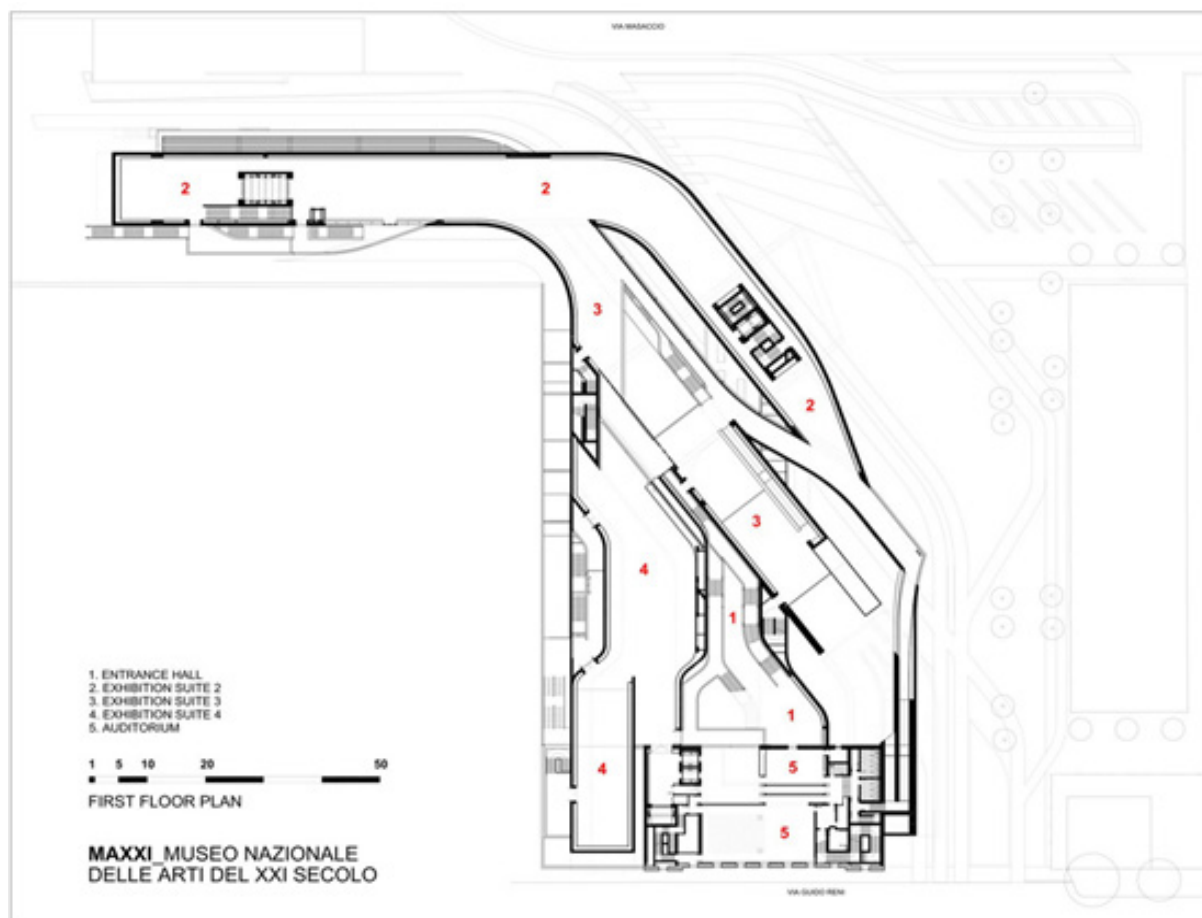 VIA MASACCIO
2
2
3
2
3
4
1
1
4
5
5
1. ENTRANCE HALL
2. EXHIBITION SUITE 2
3. EXHIBITION SUITE 3
4. EXHIBITION SUITE 4
5. AUDITORIUM
1 5 10 20 50
FIRST FLOOR PLAN
MAXXI_MUSEO NAZIONALE
DELLE ARTI DEL XXI SECOLO
VIA GUIDO RENI